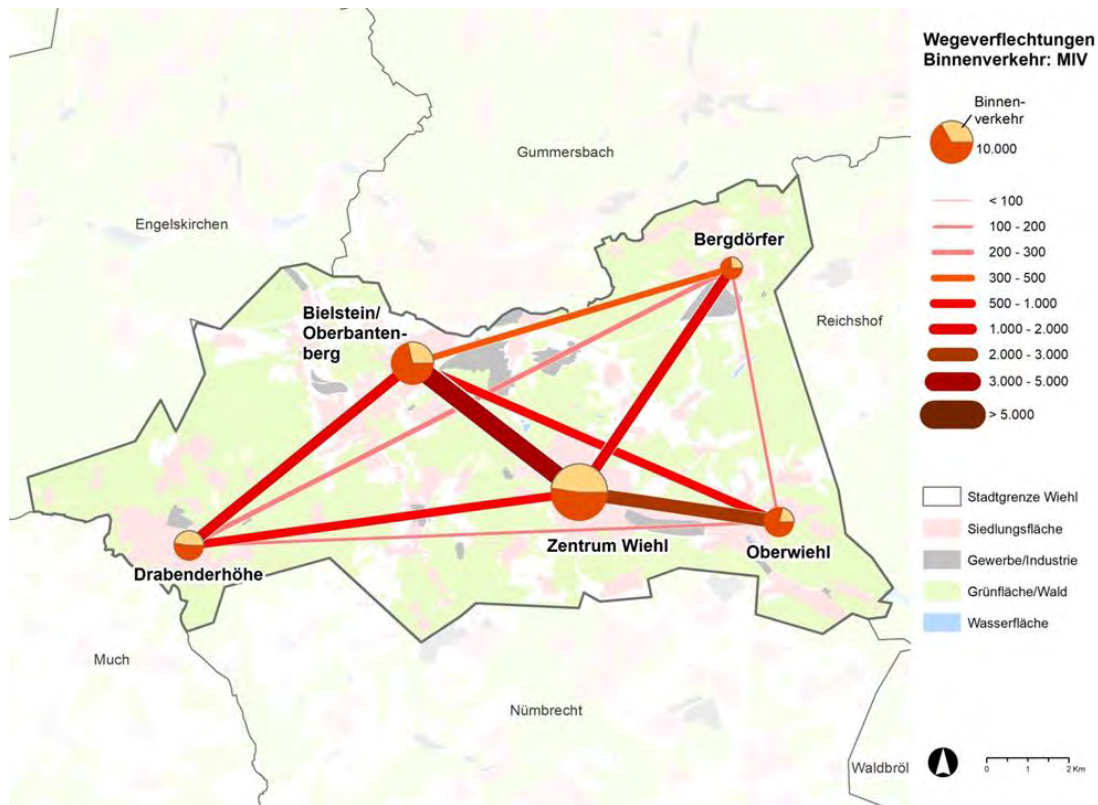 Wegeverflechtungen
Binnenverkehr: MIV
Binnen-
verkehr
10.000
< 100
100 - 200
200 - 300
300 - 500
500 - 1.000
1.000 - 2.000
2.000 - 3.000
3.000 - 5.000
> 5.000
Stadtgrenze Wiehl
Siedlungsfläche
Gewerbe/Industrie
Grünfläche/Wald
Wasserfläche
0 1 2 Km
Gummersbach
Engelskirchen
Bergdörfer
Bielstein/
Oberbanten-
berg
Reichshof
Zentrum Wiehl
Oberwiehl
Drabenderhöhe
Much
Nümbrecht
Waldbröl